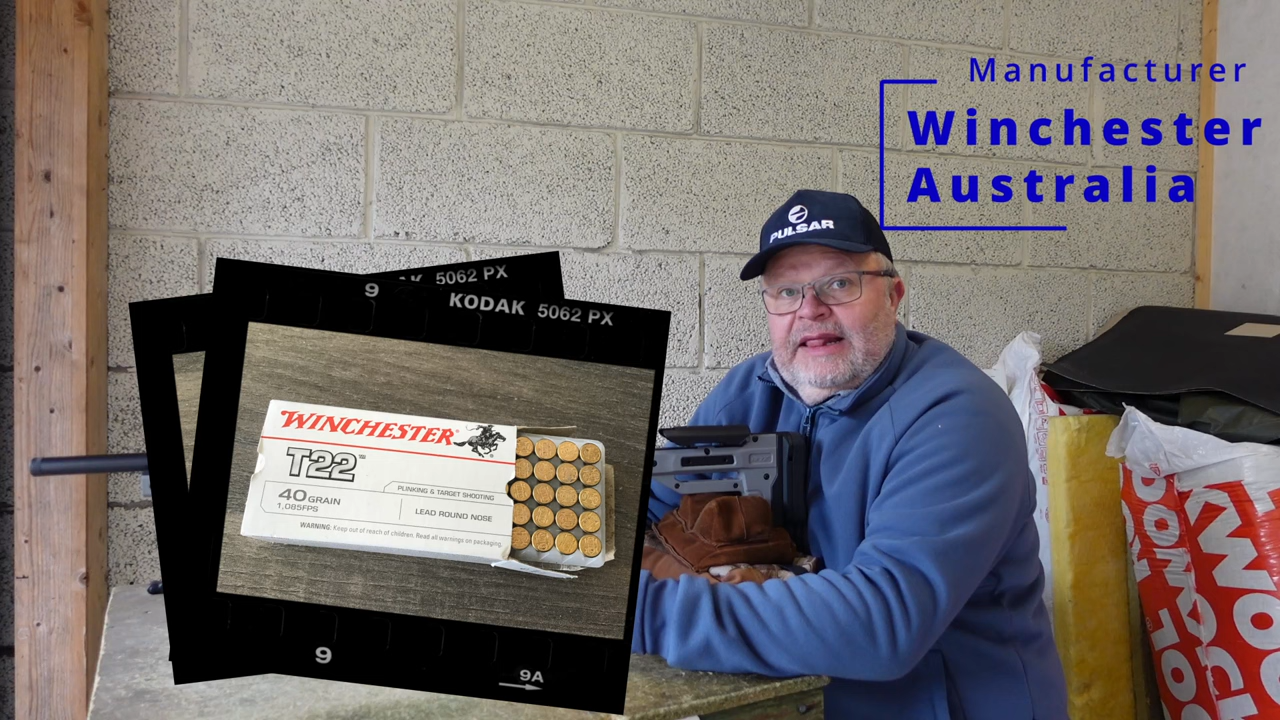 Manufacturer
Winchester
Australia
PULSAR
5062 PX
9
KODAK 5062 PX
WINCHESTER
T22
40 GRAIN
1,085FPS
PLINKING & TARGET SHOOTING
LEAD ROUND NOSE
WARNING: Keep out of reach of children. Read all warnings on packaging.
9
9A